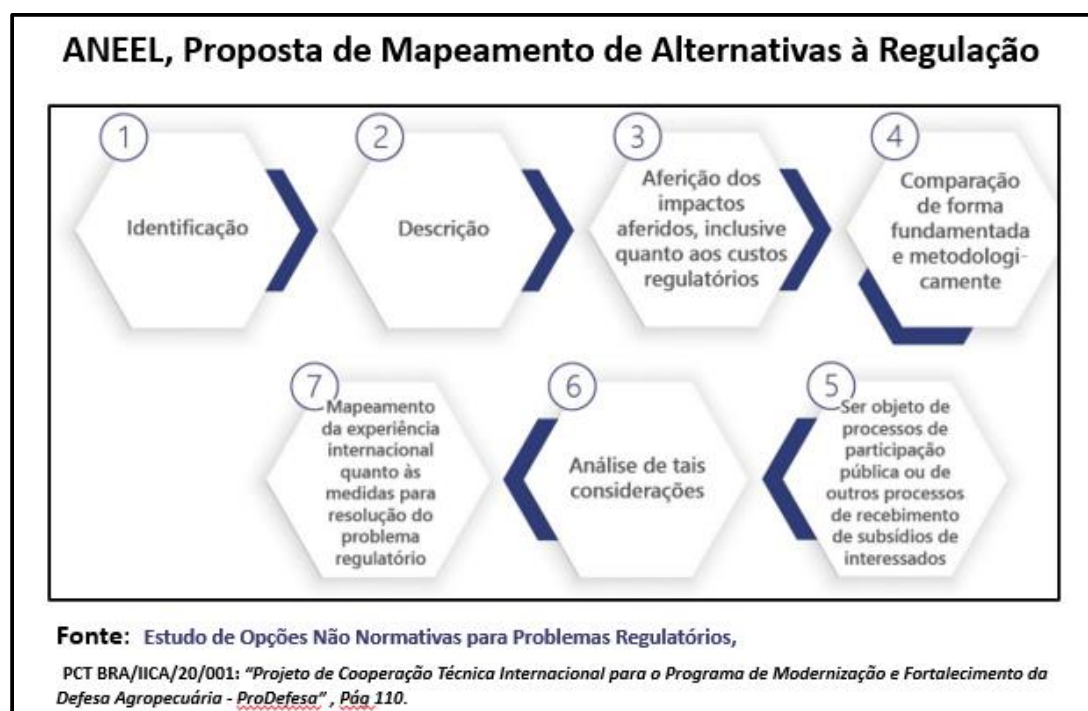 ANEEL, Proposta de Mapeamento de Alternativas à Regulação
1
Identificação
2
Descrição
3
Aferição dos
impactos
aferidos, inclusive
quanto aos custos
regulatórios
4
Comparação
de forma
fundamentada
e metodologi-
camente
5
Ser objeto de
processos de
participação
pública ou de
outros processos
de recebimento
de subsídios de
interessados
6
Análise de tais
considerações
7
Mapeamento
da experiência
internacional
quanto às
medidas para
resolução do
problema
regulatório
Fonte: Estudo de Opções Não Normativas para Problemas Regulatórios,
PCT BRA/IICA/20/001: "Projeto de Cooperação Técnica Internacional para o Programa de Modernização e Fortalecimento da
Defesa Agropecuária - ProDefesa" , Pág 110.